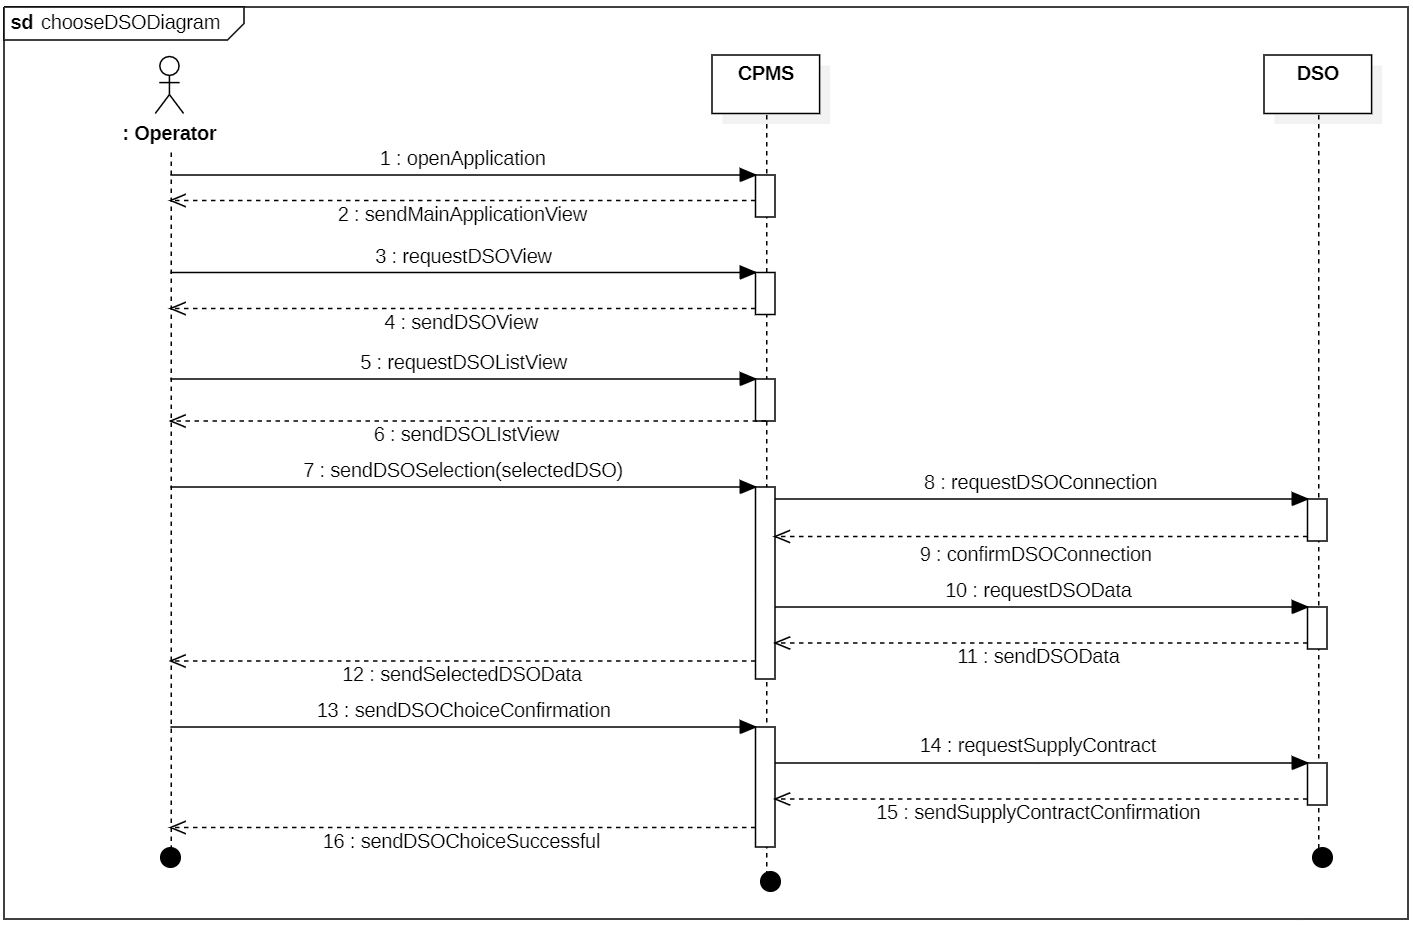 sd chooseDSODiagram
CPMS
DSO
: Operator
1 : openApplication
2 : sendMainApplicationView
3 : requestDSOView
4 : sendDSOView
5 : requestDSOListView
6 : sendDSOLIstView
7 : sendDSOSelection(selectedDSO)
8 : requestDSOConnection
9 : confirmDSOConnection
10 : requestDSOData
11 : sendDSOData
12 : sendSelectedDSOData
13 : sendDSOChoiceConfirmation
14 : requestSupplyContract
15 : sendSupplyContractConfirmation
16 : sendDSOChoiceSuccessful